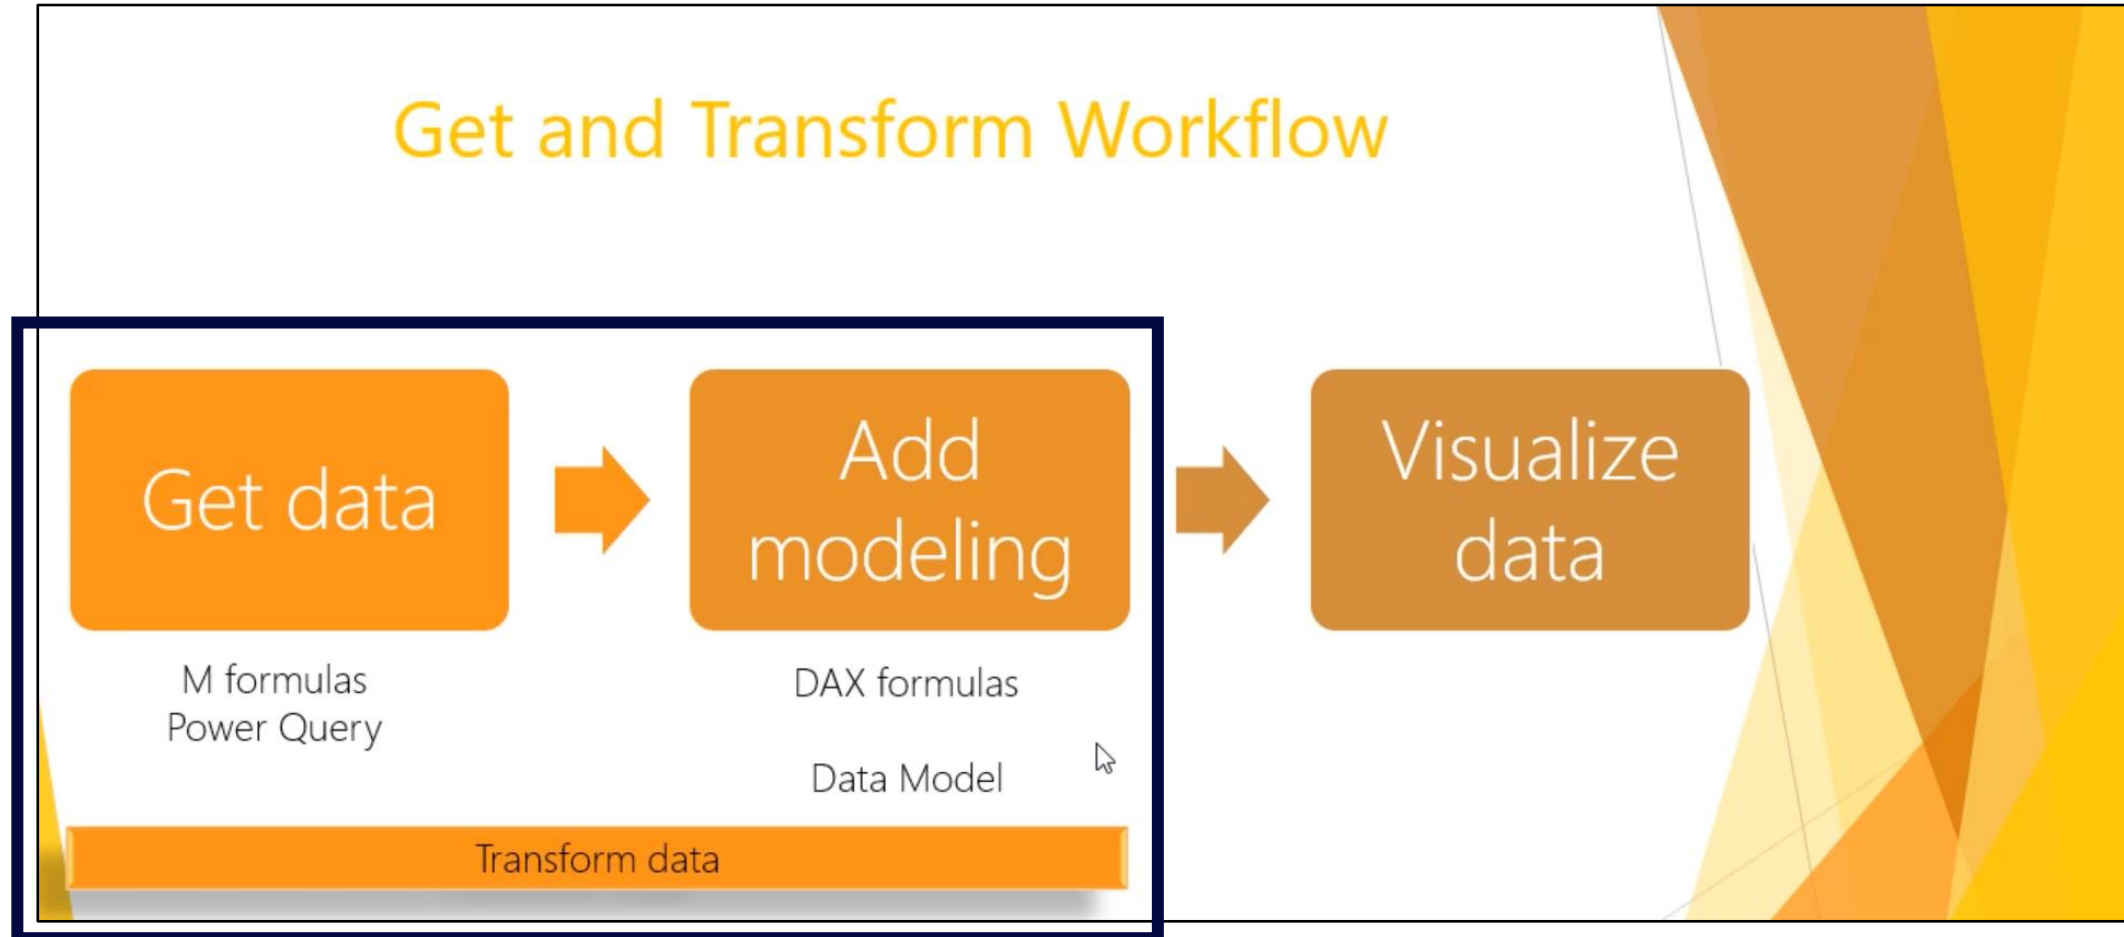 Get and Transform Workflow
Get data
Add
modeling
Visualize
data
M formulas
Power Query
DAX formulas
Data Model
Transform data